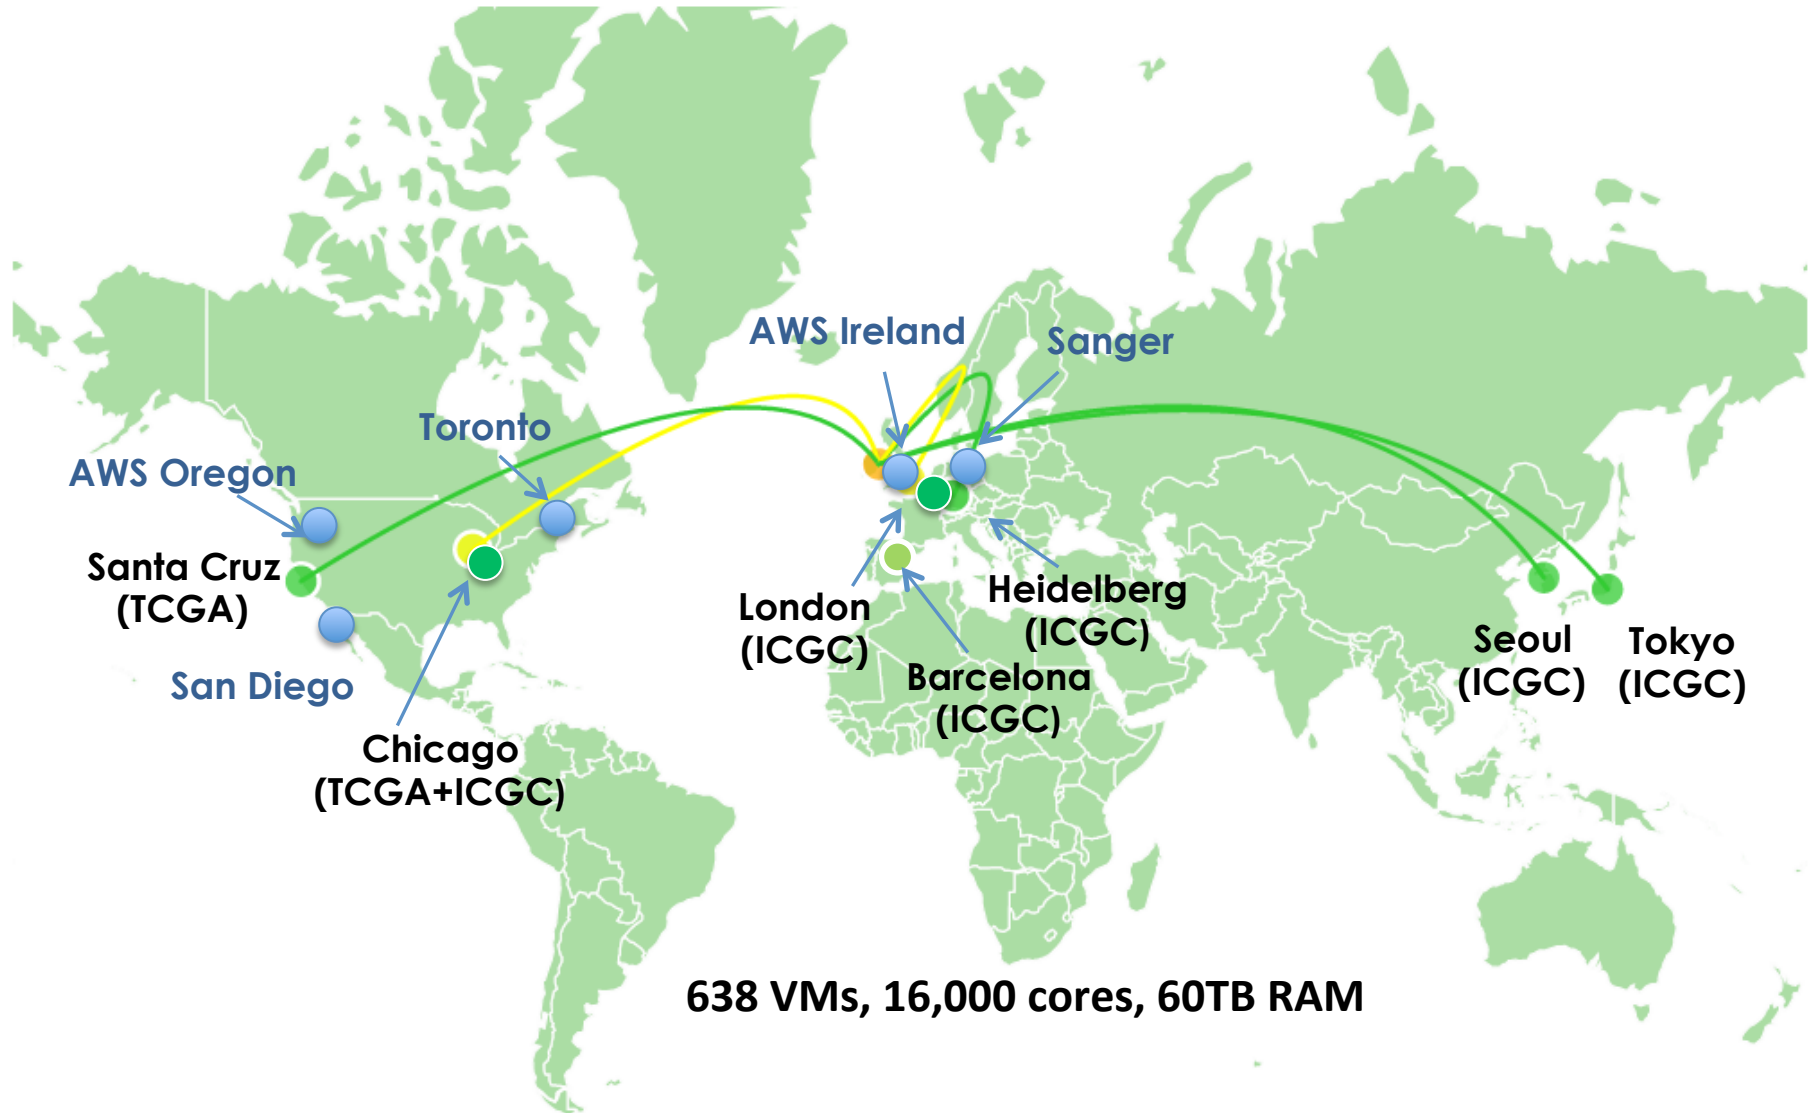 AWS Ireland
Sanger
Toronto
AWS Oregon
Santa Cruz
(TCGA)
San Diego
Chicago
(TCGA+ICGC)
London
(ICGC)
Heidelberg
(ICGC)
Barcelona
(ICGC)
Seoul
(ICGC)
Tokyo
(ICGC)
638 VMs, 16,000 cores, 60TB RAM